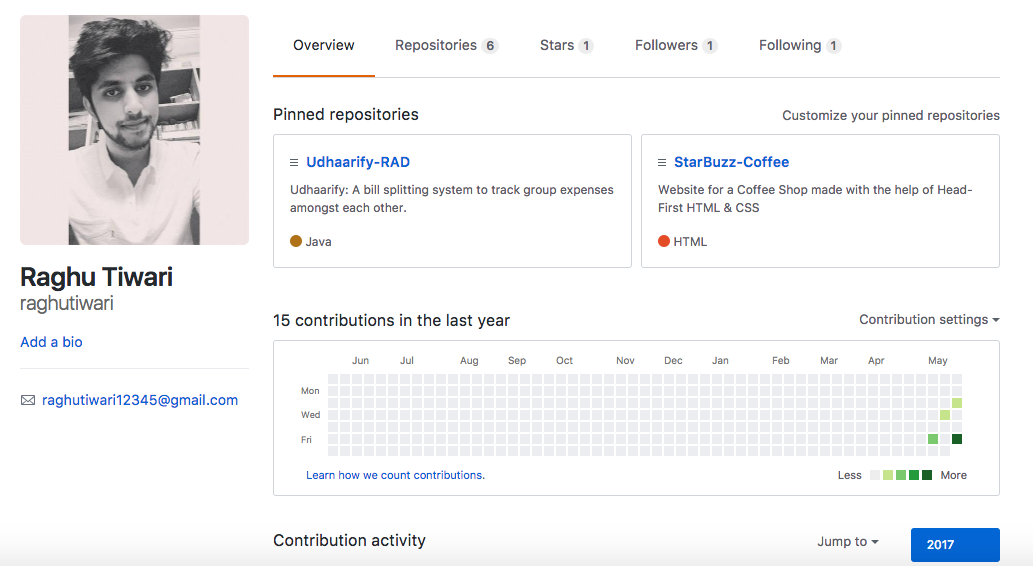 Overview Repositories 6 Stars 1 Followers 1 Following 1
Pinned repositories
Customize your pinned repositories
Udhaarify-RAD
Udhaarify: A bill splitting system to track group expenses
amongst each other.
Java
StarBuzz-Coffee
Website for a Coffee Shop made with the help of Head-
First HTML & CSS
HTML
Raghu Tiwari
raghutiwari
Add a bio
raghutiwari12345@gmail.com
15 contributions in the last year
Contribution settings
Jun Jul Aug Sep Oct Nov Dec Jan Feb Mar Apr May
Mon
Wed
Fri
Learn how we count contributions.
Less More
Contribution activity
Jump to
2017